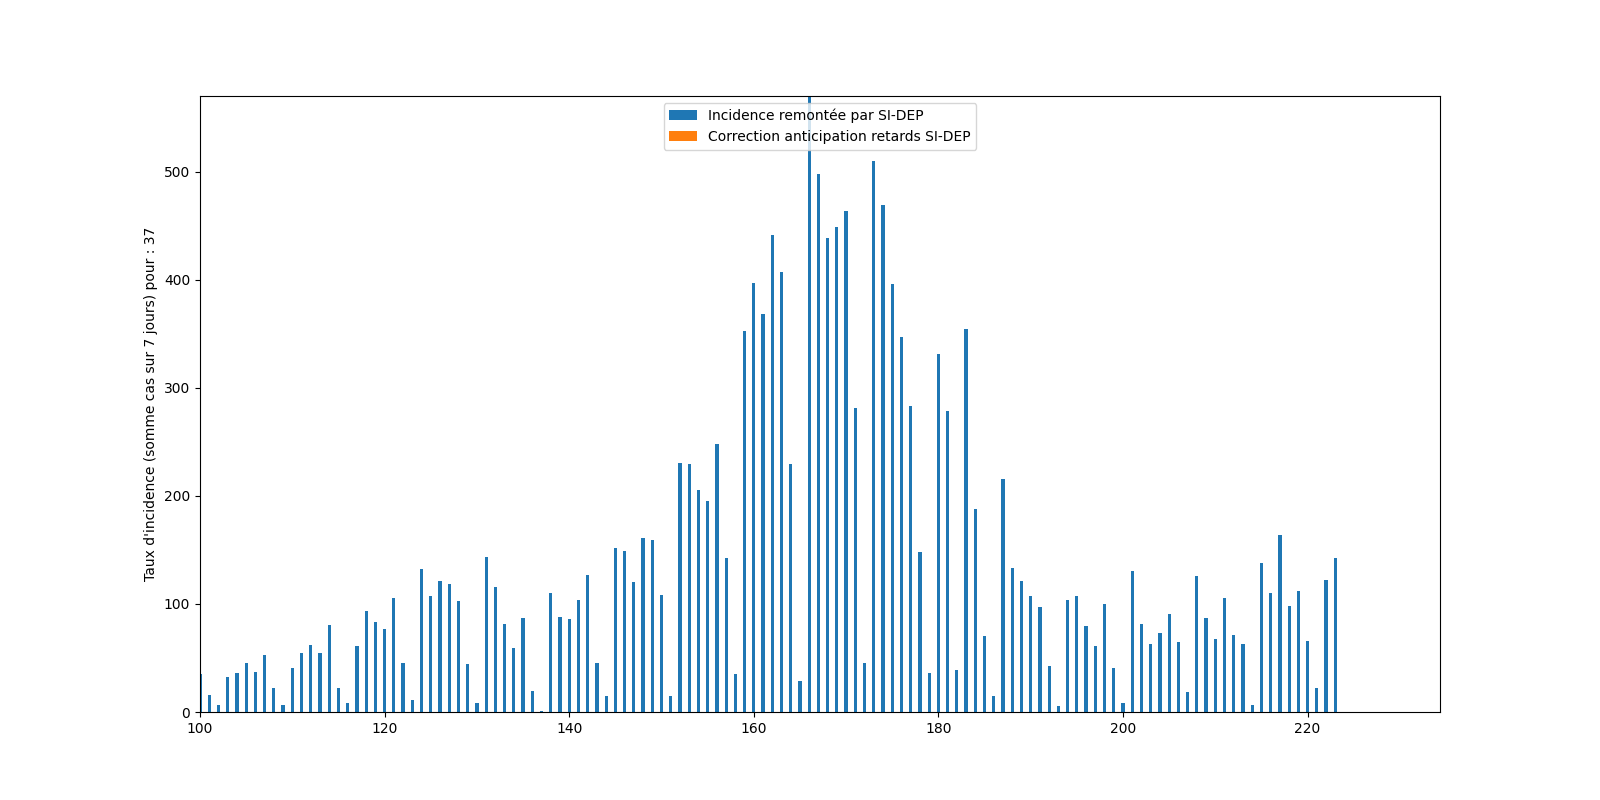 Incidence remontée par SI-DEP
Correction anticipation retards SI-DEP
Taux d'incidence (somme cas sur 7 jours) pour : 37
500
400
300
200
100
0
100 120 140 160 180 200 220